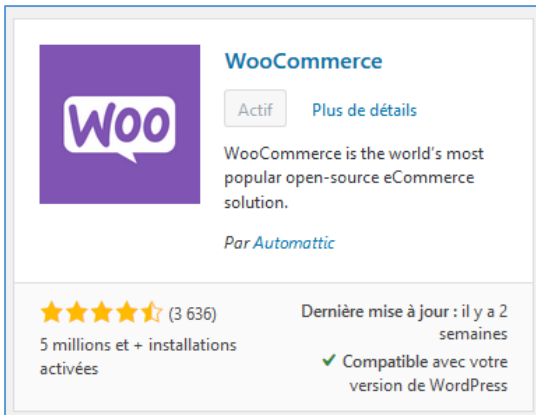 WooCommerce
Woo
Actif Plus de détails
WooCommerce is the world's most
popular open-source eCommerce
solution.
Par Automattic
(3 636)
5 millions et + installations
activées
Dernière mise à jour : il y a 2
semaines
Compatible avec votre
version de WordPress